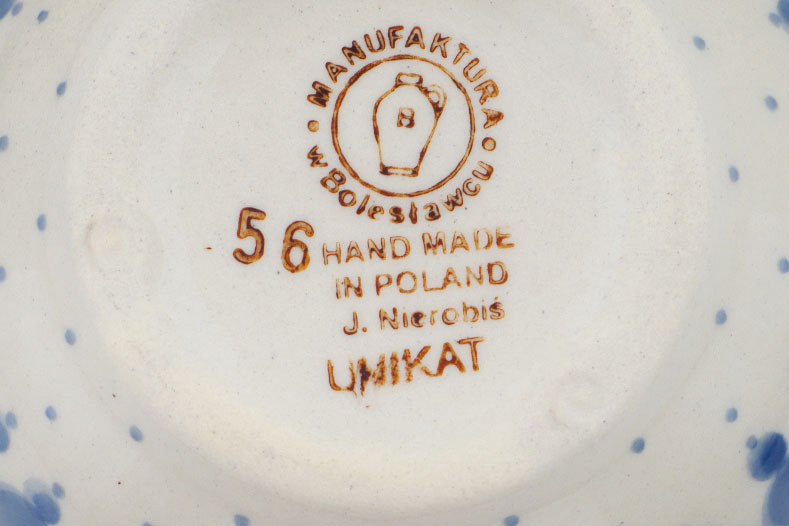 MANUFAKTURA
w Bolesławcu
B
56 HAND MADE
IN POLAND
J. Nierobiś
UNIKAT